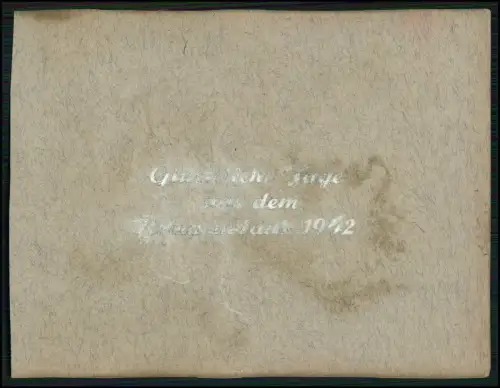 Glückliche Tage
aus dem
1942